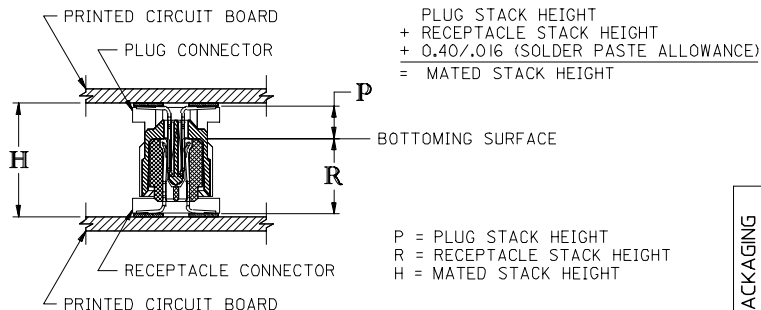 PRINTED CIRCUIT BOARD
PLUG CONNECTOR
PLUG STACK HEIGHT
+ RECEPTACLE STACK HEIGHT
+ 0.40/.016 (SOLDER PASTE ALLOWANCE)
= MATED STACK HEIGHT
P
BOTTOMING SURFACE
H
R
P = PLUG STACK HEIGHT
R = RECEPTACLE STACK HEIGHT
H = MATED STACK HEIGHT
RECEPTACLE CONNECTOR
PRINTED CIRCUIT BOARD
ACKAGING